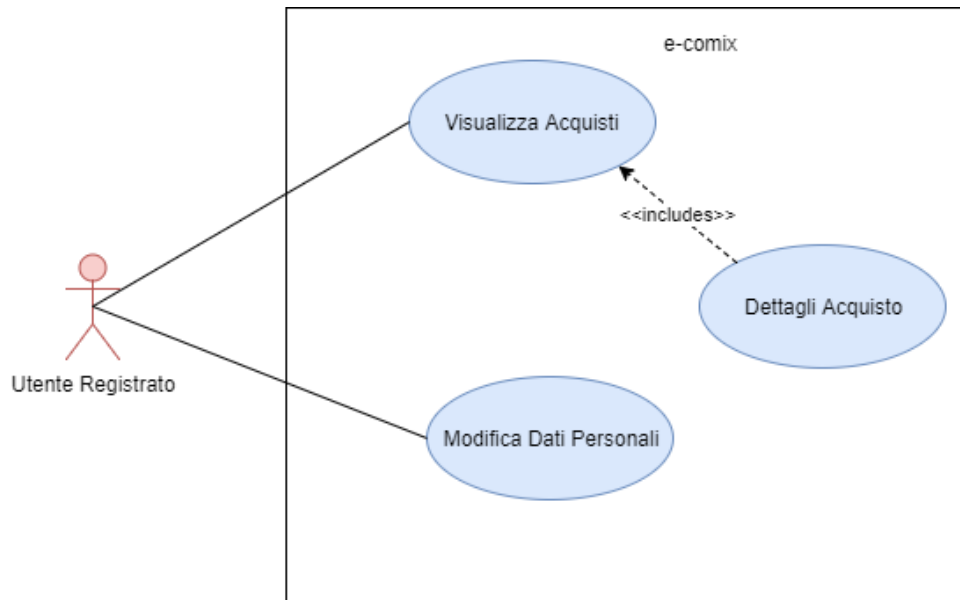 e-comix
Visualizza Acquisti
<<includes>>
Dettagli Acquisto
Utente Registrato
Modifica Dati Personali